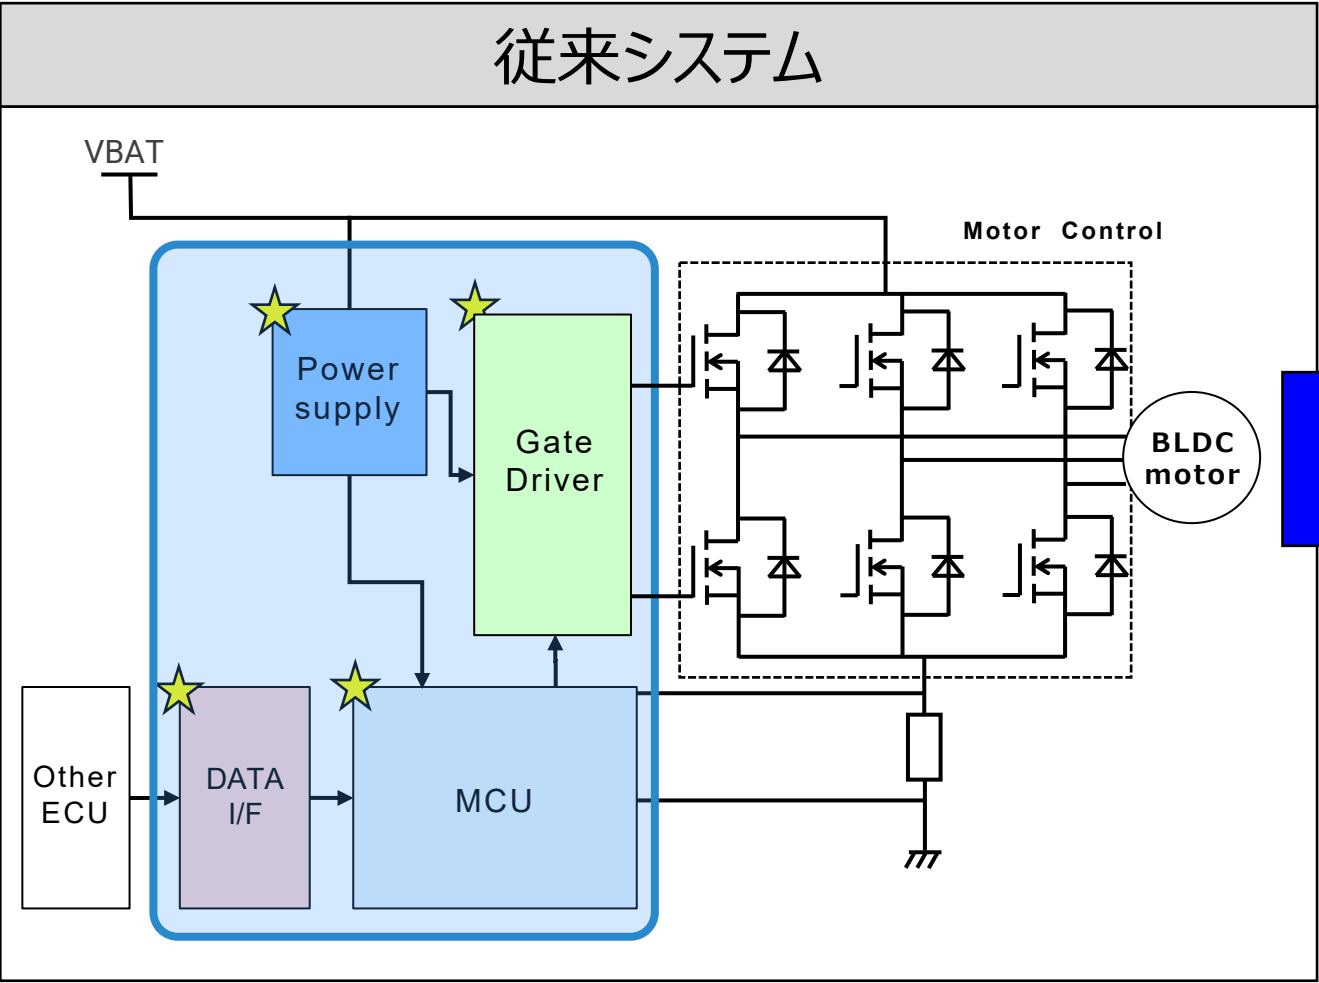 従来システム
VBAT
Motor Control
Power
supply
Gate
Driver
BLDC
motor
Other
ECU
DATA
I/F
MCU